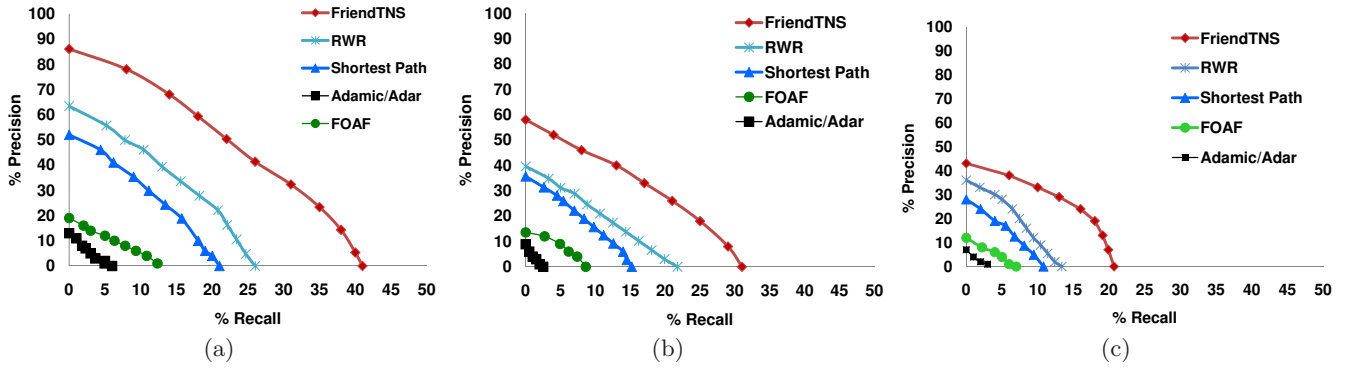 % Precision
100
90
80
70
60
50
40
30
20
10
0
0 5 10 15 20 25 30 35 40 45 50
% Recall
FriendTNS
RWR
Shortest Path
Adamic/Adar
FOAF
(a)
% Precision
100
90
80
70
60
50
40
30
20
10
0
0 5 10 15 20 25 30 35 40 45 50
% Recall
FriendTNS
RWR
Shortest Path
FOAF
Adamic/Adar
(b)
% Precision
100
90
80
70
60
50
40
30
20
10
0
0 5 10 15 20 25 30 35 40 45 50
% Recall
FriendTNS
RWR
Shortest Path
FOAF
Adamic/Adar
(c)